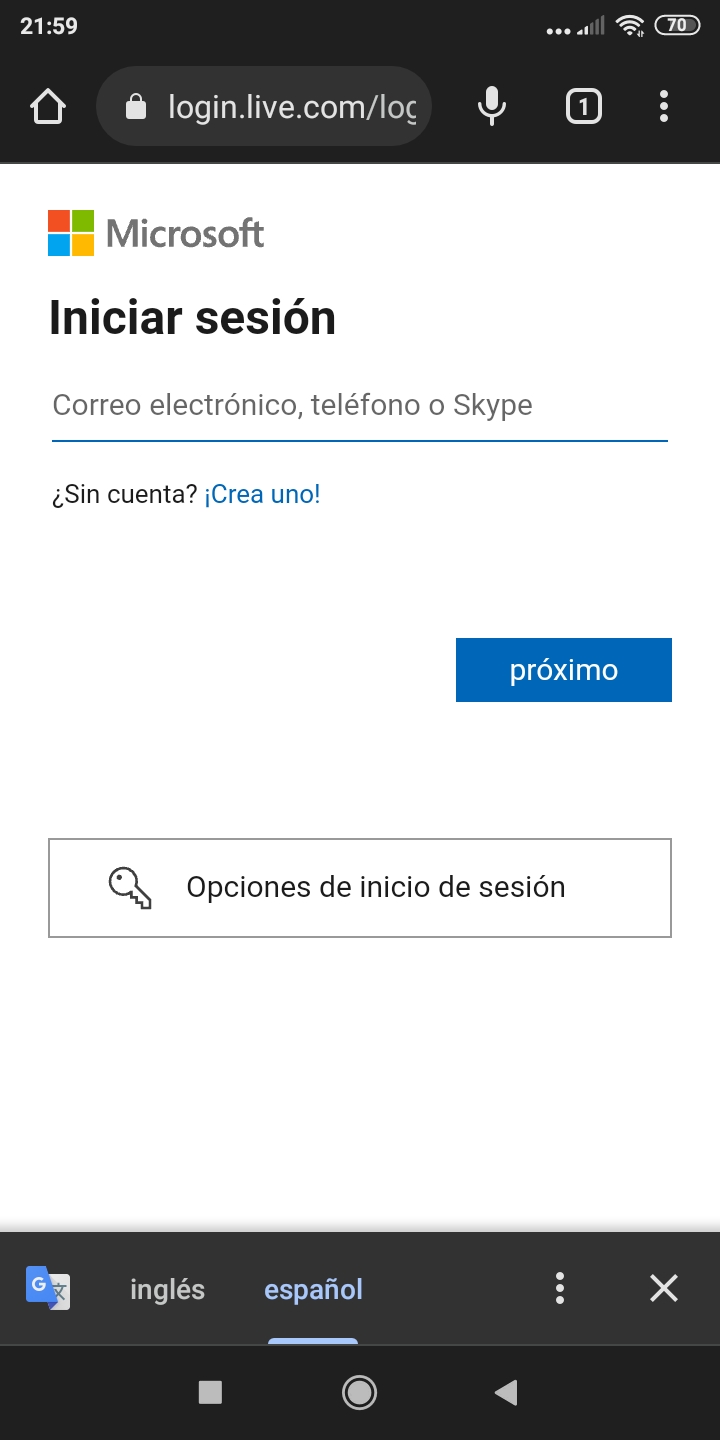 21:59
70
login.live.com/log
1
Microsoft
Iniciar sesión
Correo electrónico, teléfono o Skype
¿Sin cuenta? ¡Crea uno!
próximo
Opciones de inicio de sesión
G 文
inglés
español